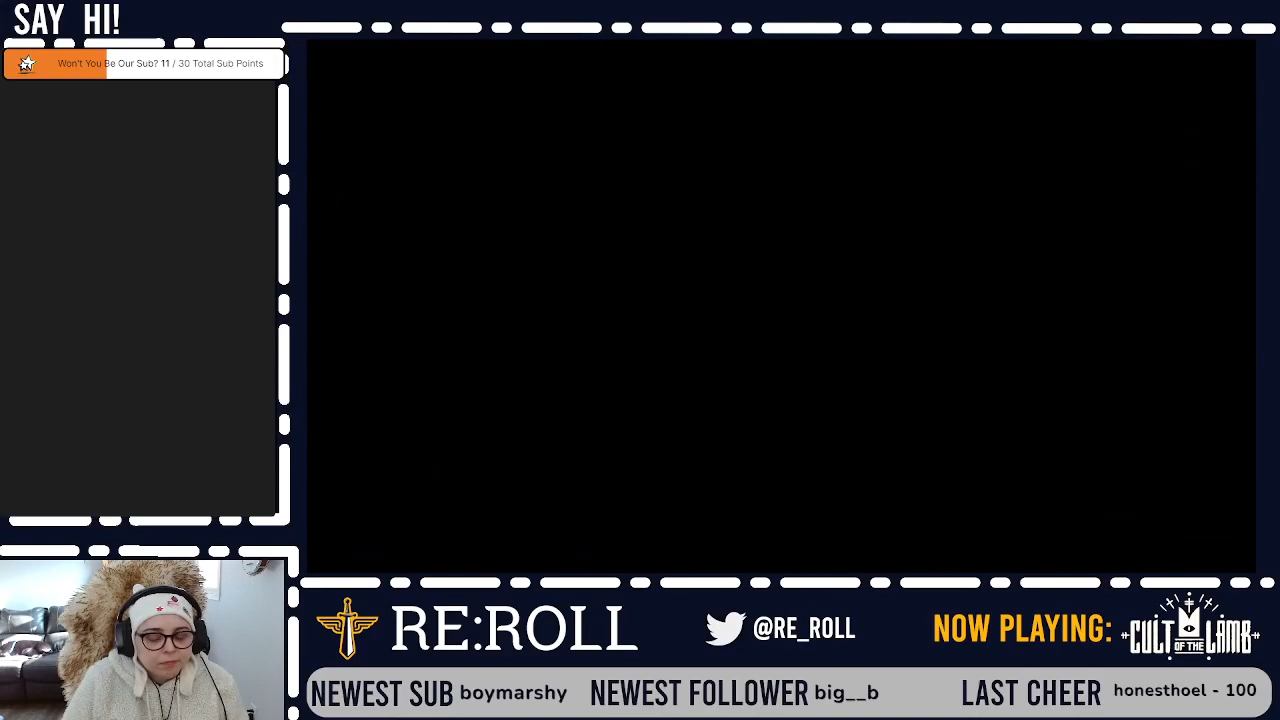 SAY HI!
Won't You Be Our Sub? 11 / 30 Total Sub Points
RE:ROLL
@RE_ROLL
NOW PLAYING:
CULT OF THE LAMB
NEWEST SUB boymarshy
NEWEST FOLLOWER big__b
LAST CHEER honesthoel - 100